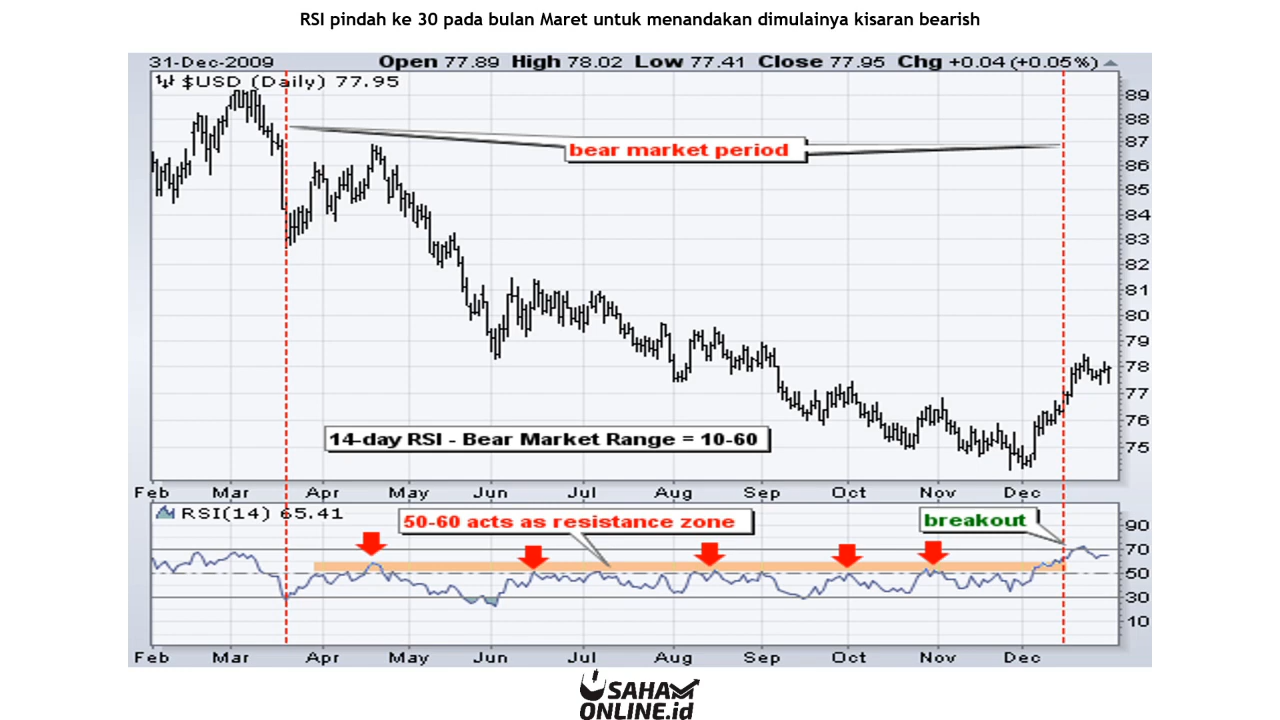 RSI pindah ke 30 pada bulan Maret untuk menandakan dimulainya kisaran bearish
31-Dec-2009 Open 77.89 High 78.02 Low 77.41 Close 77.95 Chg +0.04 (+0.05%)
$USD (Daily) 77.95
89
88
87
bear market period
86
85
84
83
82
81
80
79
78
77
76
14-day RSI - Bear Market Range = 10-60
75
Feb Mar Apr May Jun Jul Aug Sep Oct Nov Dec
RSI(14) 65.41
50-60 acts as resistance zone
breakout
90
70
50
30
10
Feb Mar Apr May Jun Jul Aug Sep Oct Nov Dec
SAHAM
ONLINE.id